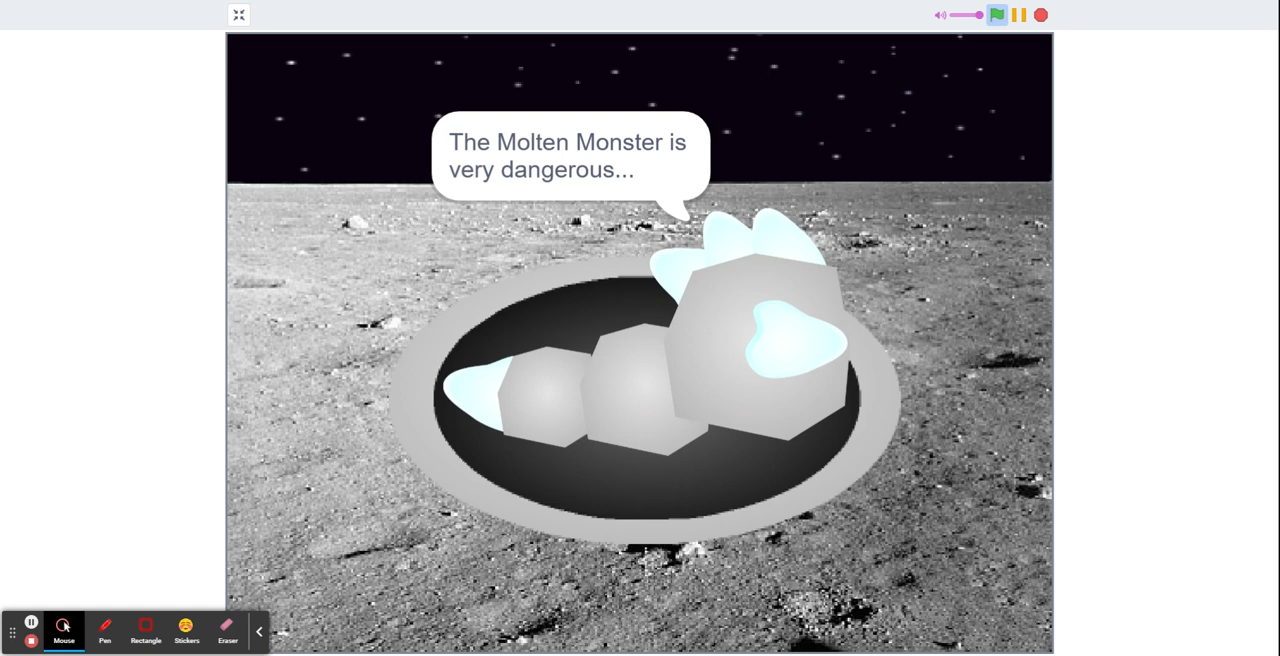 The Molten Monster is
very dangerous...
Mouse
Pen
Rectangle
Stickers
Eraser